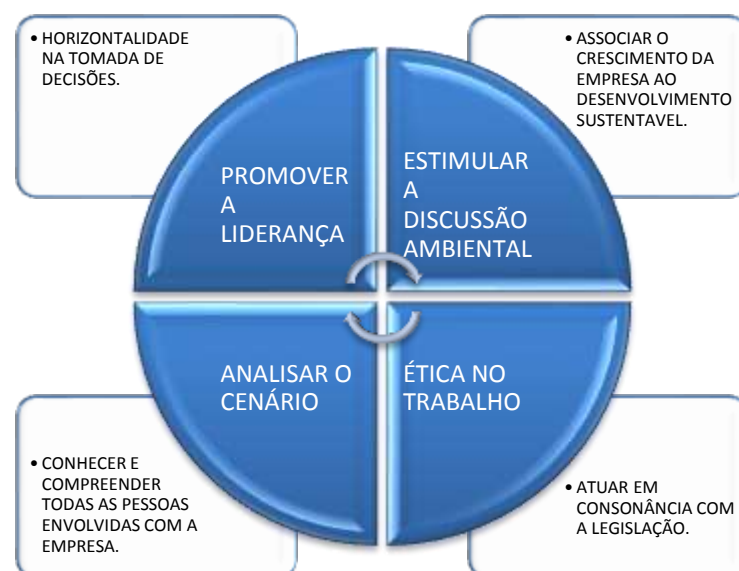 • HORIZONTALIDADE
NA TOMADA DE
DECISÕES.
• ASSOCIAR O
CRESCIMENTO DA
EMPRESA AO
DESENVOLVIMENTO
SUSTENTAVEL.
PROMOVER
A
LIDERANÇA
ESTIMULAR
A
DISCUSSÃO
AMBIENTAL
ANALISAR O
CENÁRIO
ÉTICA NO
TRABALHO
• CONHECER E
COMPREENDER
TODAS AS PESSOAS
ENVOLVIDAS COM A
EMPRESA.
• ATUAR EM
CONSONÂNCIA COM
A LEGISLAÇÃO.